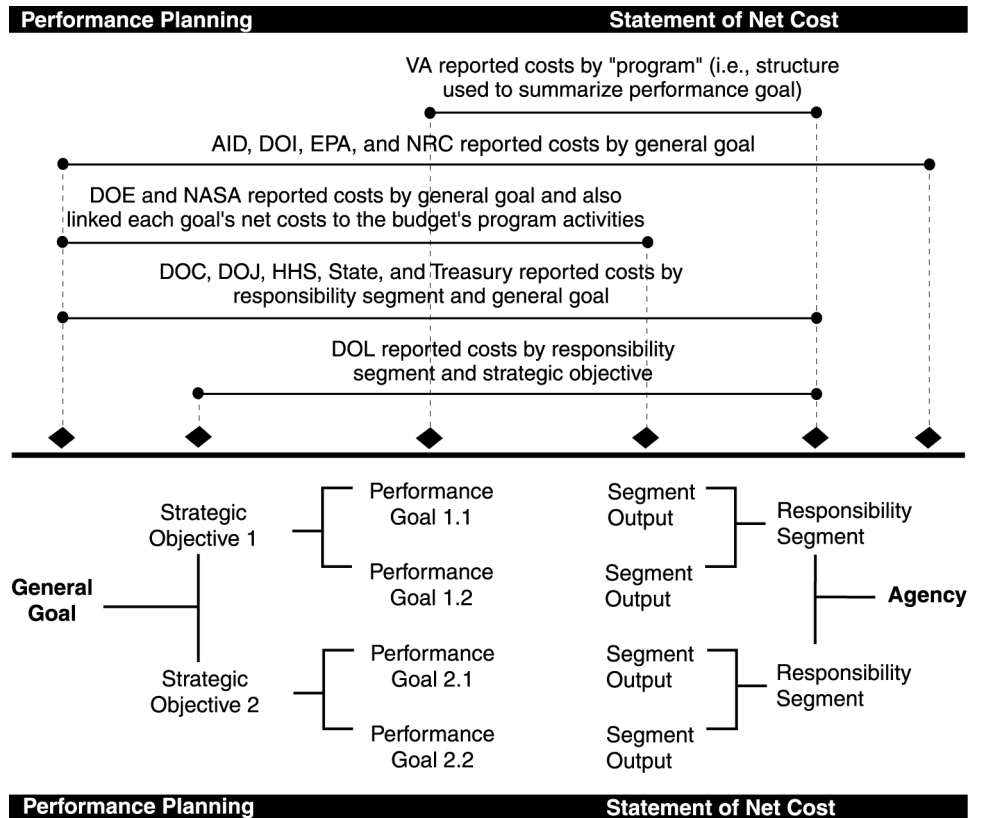 Performance Planning
Statement of Net Cost
VA reported costs by "program" (i.e., structure
used to summarize performance goal)
AID, DOI, EPA, and NRC reported costs by general goal
DOE and NASA reported costs by general goal and also
linked each goal's net costs to the budget's program activities
DOC, DOJ, HHS, State, and Treasury reported costs by
responsibility segment and general goal
DOL reported costs by responsibility
segment and strategic objective
General
Goal
Strategic
Objective 1
Strategic
Objective 2
Performance
Goal 1.1
Performance
Goal 1.2
Performance
Goal 2.1
Performance
Goal 2.2
Segment
Output
Segment
Output
Segment
Output
Segment
Output
Responsibility
Segment
Responsibility
Segment
Agency
Performance Planning
Statement of Net Cost